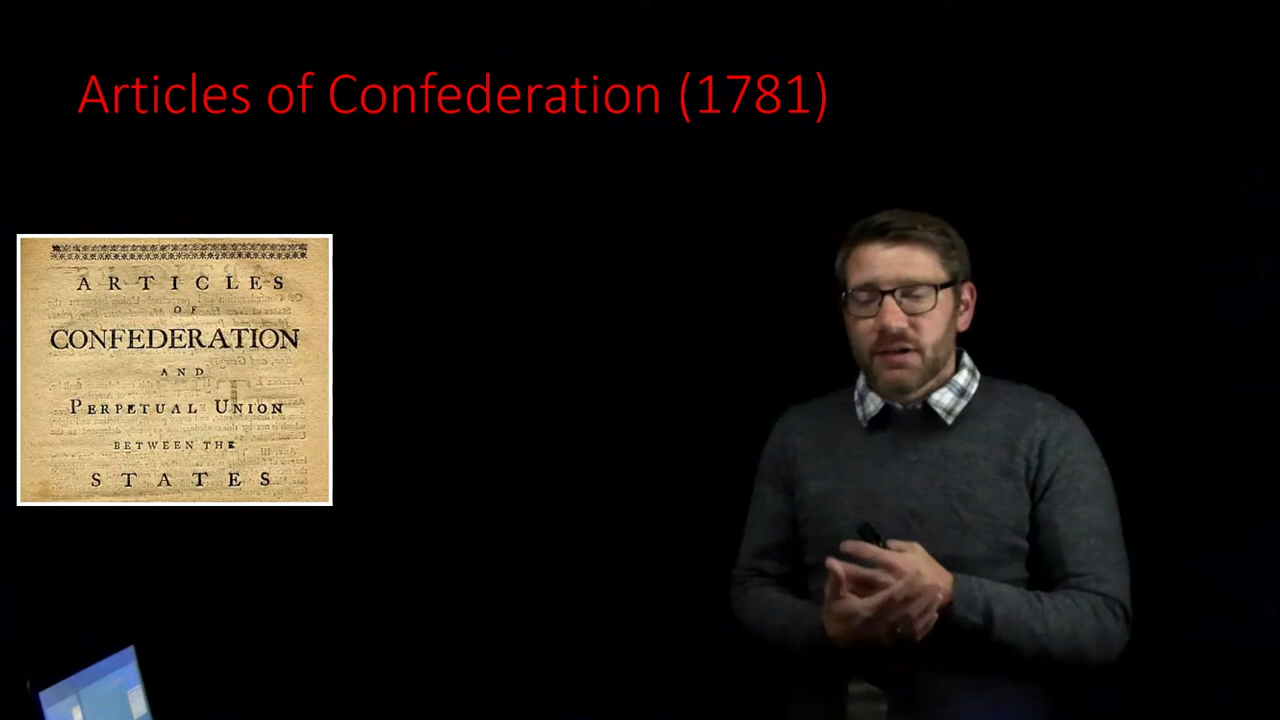 Articles of Confederation (1781)
ARTICLES
OF
CONFEDERATION
AND
PERPETUAL UNION
BETWEEN THE
STATES